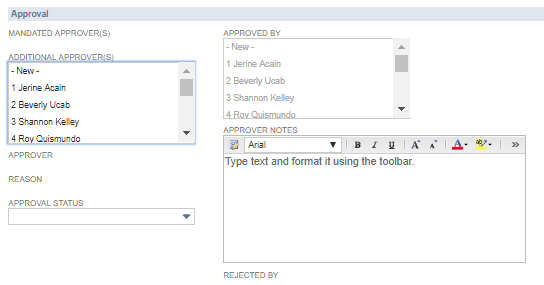 Approval
MANDATED APPROVER(S)
ADDITIONAL APPROVER(S)
- New -
1 Jerine Acain
2 Beverly Ucab
3 Shannon Kelley
4 Roy Quismundo
APPROVER
REASON
APPROVAL STATUS
APPROVED BY
- New -
1 Jerine Acain
2 Beverly Ucab
3 Shannon Kelley
4 Roy Quismundo
APPROVER NOTES
Arial B I U A A A ab »
Type text and format it using the toolbar.
REJECTED BY